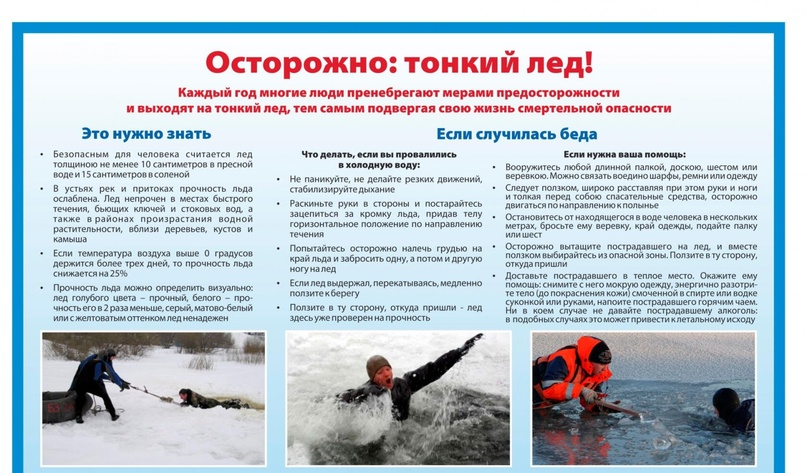 Осторожно: тонкий лед!
Каждый год многие люди пренебрегают мерами предосторожности
и выходят на тонкий лед, тем самым подвергая свою жизнь смертельной опасности
Это нужно знать
• Безопасным для человека считается лед
толщиною не менее 10 сантиметров в пресной
воде и 15 сантиметров в соленой
• В устьях рек и притоках прочность льда
ослаблена. Лед непрочен в местах быстрого
течения, бьющих ключей и стоковых вод, а
также в районах произрастания водной
растительности, вблизи деревьев, кустов и
камыша
• Если температура воздуха выше 0 градусов
держится более трех дней, то прочность льда
снижается на 25%
• Прочность льда можно определить визуально:
лед голубого цвета – прочный, белого – про-
чность его в 2 раза меньше, серый, матово-белый
или с желтоватым оттенком лед ненадежен
Если случилась беда
Что делать, если вы провалились
в холодную воду:
• Не паникуйте, не делайте резких движений,
стабилизируйте дыхание
• Раскиньте руки в стороны и постарайтесь
зацепиться за кромку льда, придав телу
горизонтальное положение по направлению
течения
• Попытайтесь осторожно налечь грудью на
край льда и забросить одну, а потом и другую
ногу на лед
• Если лед выдержал, перекатываясь, медленно
ползите к берегу
• Ползите в ту сторону, откуда пришли - лед
здесь уже проверен на прочность
Если нужна ваша помощь:
• Вооружитесь любой длинной палкой, доскою, шестом или
веревкою. Можно связать воедино шарфы, ремни или одежду
• Следует ползком, широко расставляя при этом руки и ноги
и толкая перед собою спасательные средства, осторожно
двигаться по направлению к полынье
• Остановитесь от находящегося в воде человека в нескольких
метрах, бросьте ему веревку, край одежды, подайте палку
или шест
• Осторожно вытащите пострадавшего на лед, и вместе
ползком выбирайтесь из опасной зоны. Ползите в ту сторону,
откуда пришли
• Доставьте пострадавшего в теплое место. Окажите ему
помощь: снимите с него мокрую одежду, энергично разотри-
те тело (до покраснения кожи) смоченной в спирте или водке
суконкой или руками, напоите пострадавшего горячим чаем.
Ни в коем случае не давайте пострадавшему алкоголь:
в подобных случаях это может привести к летальному исходу